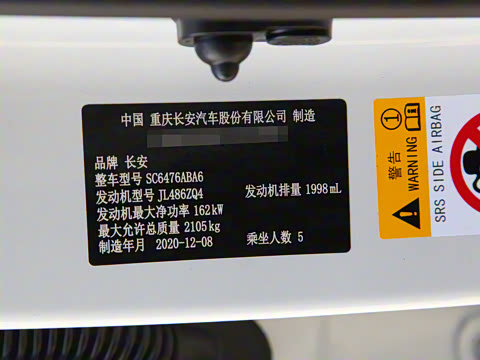 中国 重庆长安汽车股份有限公司 制造
品牌 长安
整车型号 SC6476ABA6
发动机型号 JL486ZQ4 发动机排量 1998mL
发动机最大净功率 162kW
最大允许总质量 2105kg
制造年月 2020-12-08 乘坐人数 5
警告
WARNING
SRS SIDE AIRBAG